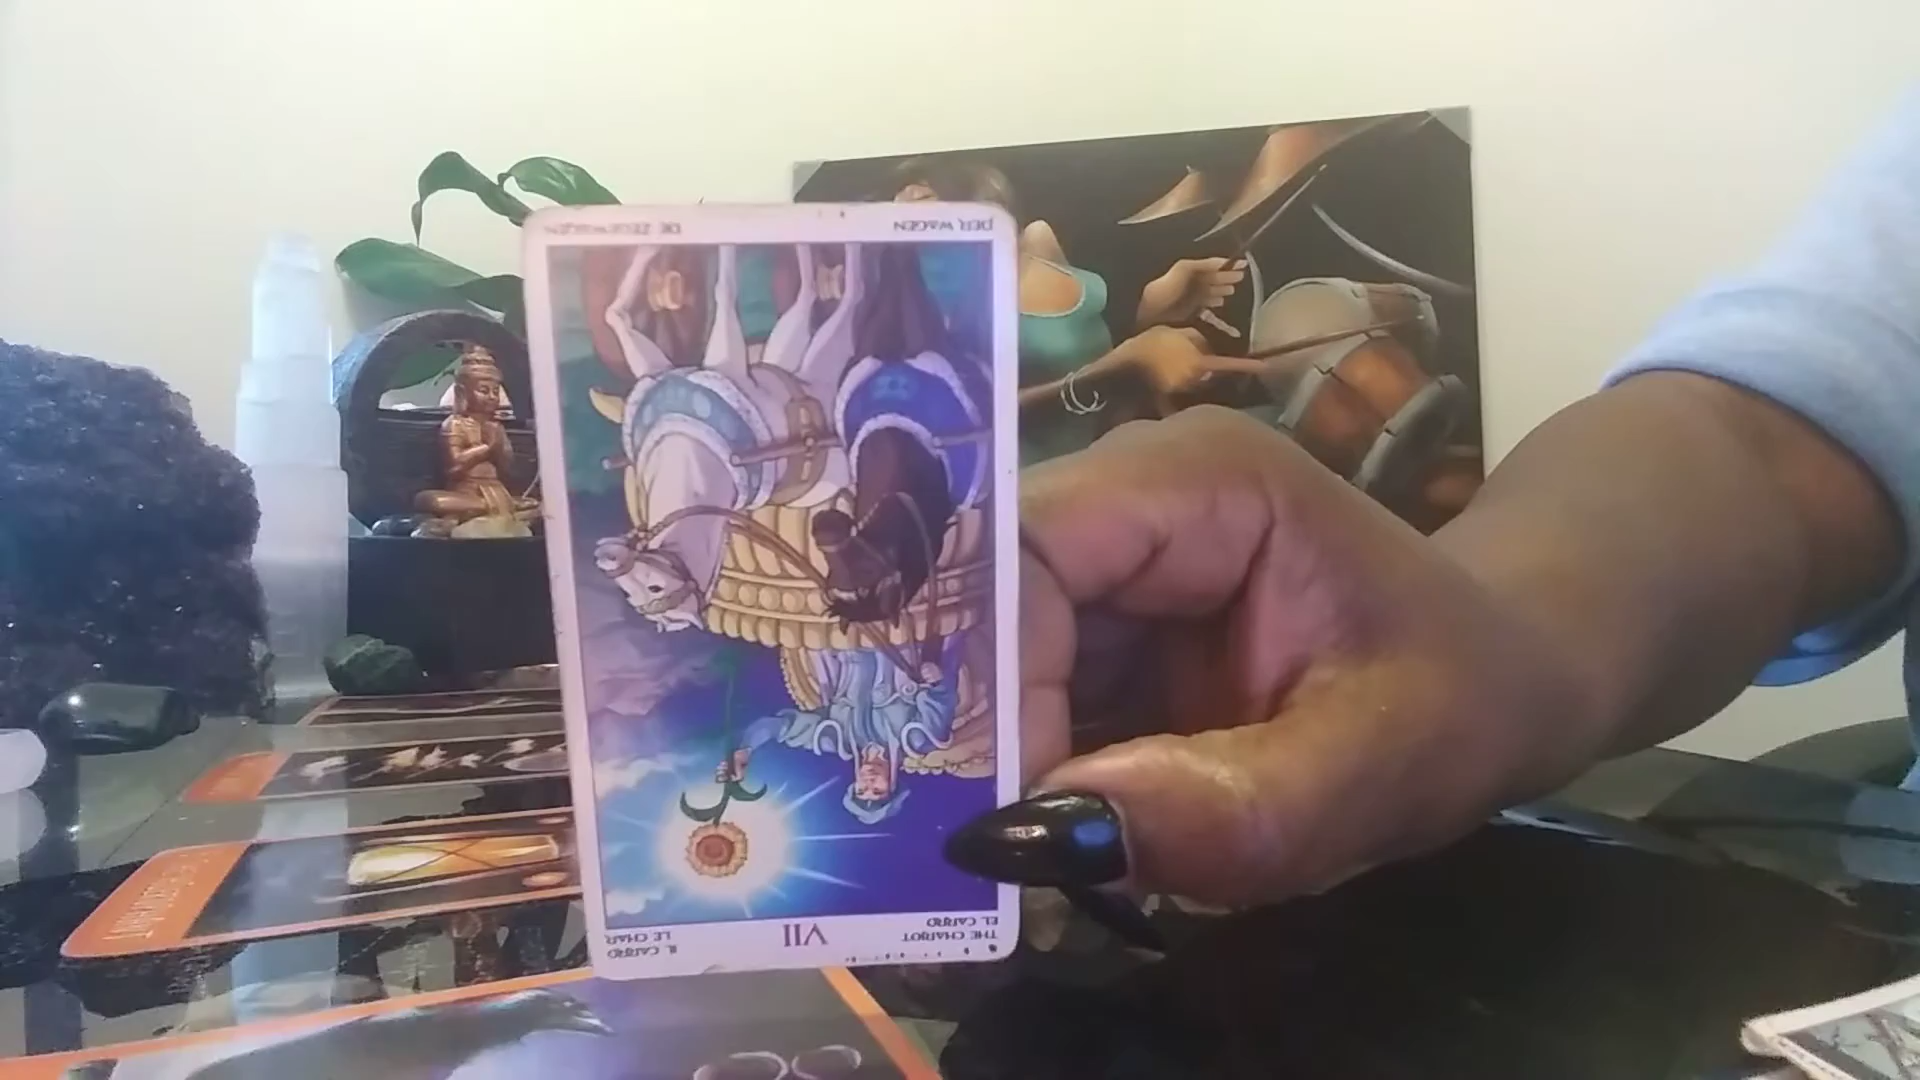 THE CHARIOT
EL CARRO
VII
IL CARRO
LE CHAR
DER WAGEN
DE ZEGEWAGEN